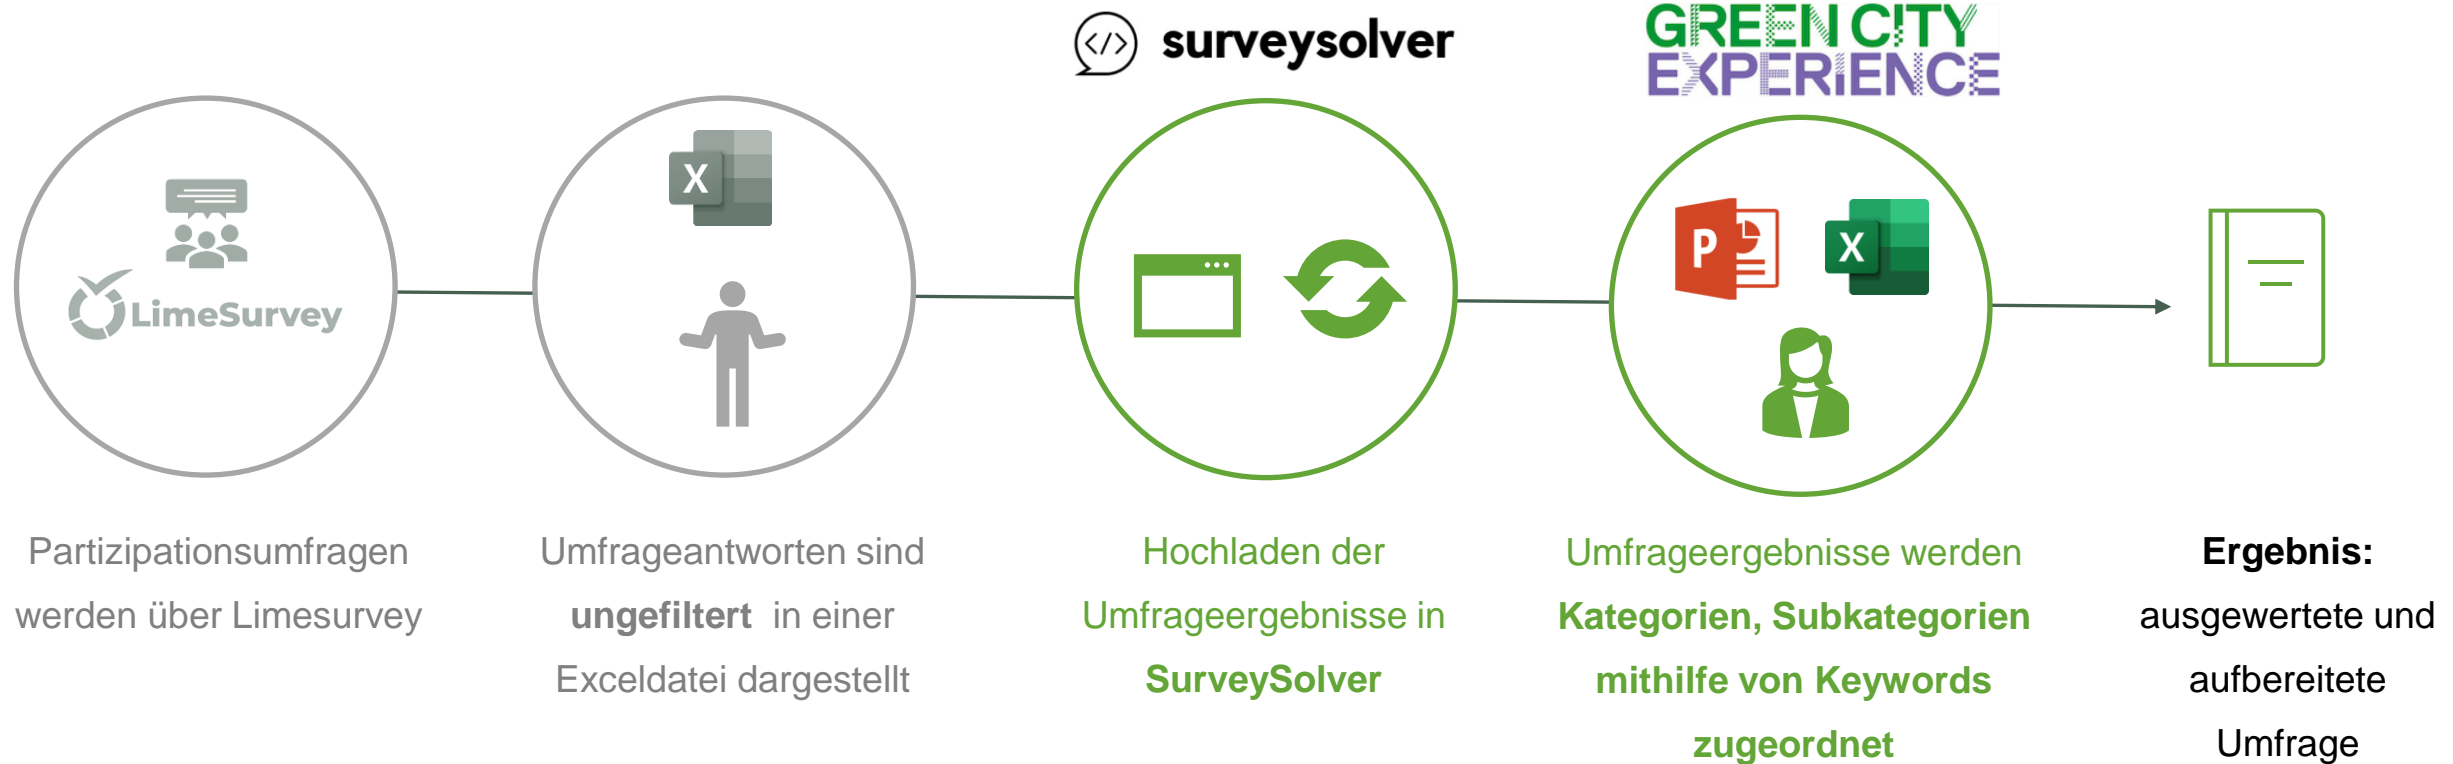 </> surveysolver
GREEN CITY
EXPERIENCE
X
P
X
LimeSurvey
Partizipationsumfragen
werden über Limesurvey
Umfrageantworten sind
ungefiltert in einer
Exceldatei dargestellt
Hochladen der
Umfrageergebnisse in
SurveySolver
Umfrageergebnisse werden
Kategorien, Subkategorien
mithilfe von Keywords
zugeordnet
Ergebnis:
ausgewertete und
aufbereitete
Umfrage